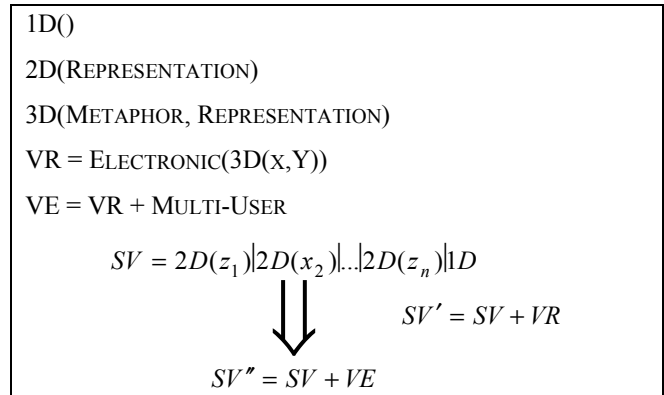 1D()
2D(REPRESENTATION)
3D(METAPHOR, REPRESENTATION)
VR = ELECTRONIC(3D(X,Y))
VE = VR + MULTI-USER
SV = 2D(z₁)|2D(x₂)|...|2D(zₙ)|1D
SV′ = SV + VR
SV″ = SV + VE